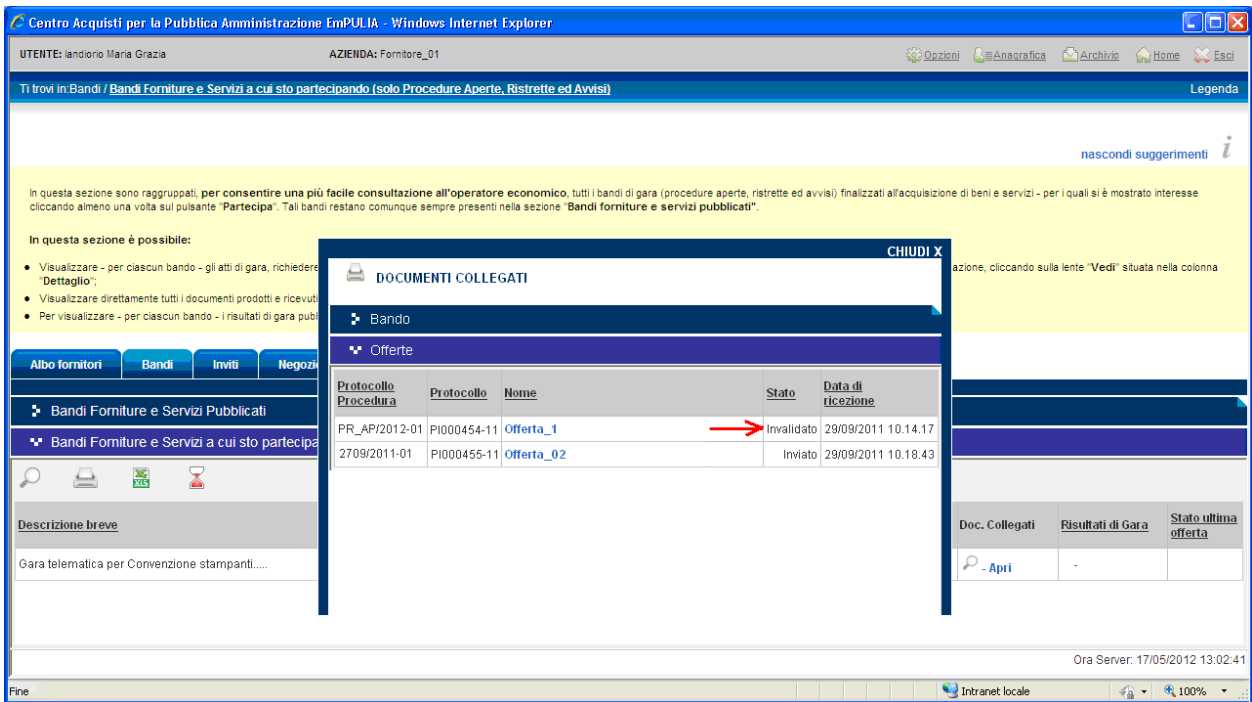 Centro Acquisti per la Pubblica Amministrazione EmPULIA - Windows Internet Explorer
UTENTE: Iandiorio Maria Grazia AZIENDA: Fornitore_01 Opzioni Anagrafica Archivio Home Esci
Ti trovi in:Bandi / Bandi Forniture e Servizi a cui sto partecipando (solo Procedure Aperte, Ristrette ed Avvisi) Legenda
nascondi suggerimenti i
In questa sezione sono raggruppati, per consentire una più facile consultazione all'operatore economico, tutti i bandi di gara (procedure aperte, ristrette ed avvisi) finalizzati all'acquisizione di beni e servizi - per i quali si è mostrato interesse
cliccando almeno una volta sul pulsante "Partecipa". Tali bandi restano comunque sempre presenti nella sezione "Bandi forniture e servizi pubblicati".
In questa sezione è possibile:
Visualizzare - per ciascun bando - gli atti di gara, richiedere azione, cliccando sulla lente "Vedi" situata nella colonna
"Dettaglio";
Visualizzare direttamente tutti i documenti prodotti e ricevuti
Per visualizzare - per ciascun bando - i risultati di gara publ
CHIUDI X
DOCUMENTI COLLEGATI
Bando
Offerte
Protocollo Procedura Protocollo Nome Stato Data di ricezione
PR_AP/2012-01 PI000454-11 Offerta_1 Invalidato 29/09/2011 10.14.17
2709/2011-01 PI000455-11 Offerta_02 Inviato 29/09/2011 10.18.43
Albo fornitori Bandi Inviti Negozi
Bandi Forniture e Servizi Pubblicati
Bandi Forniture e Servizi a cui sto partecipa
XLS
Descrizione breve Doc. Collegati Risultati di Gara Stato ultima offerta
Gara telematica per Convenzione stampanti..... - Apri -
Ora Server: 17/05/2012 13:02:41
Fine Intranet locale 100%